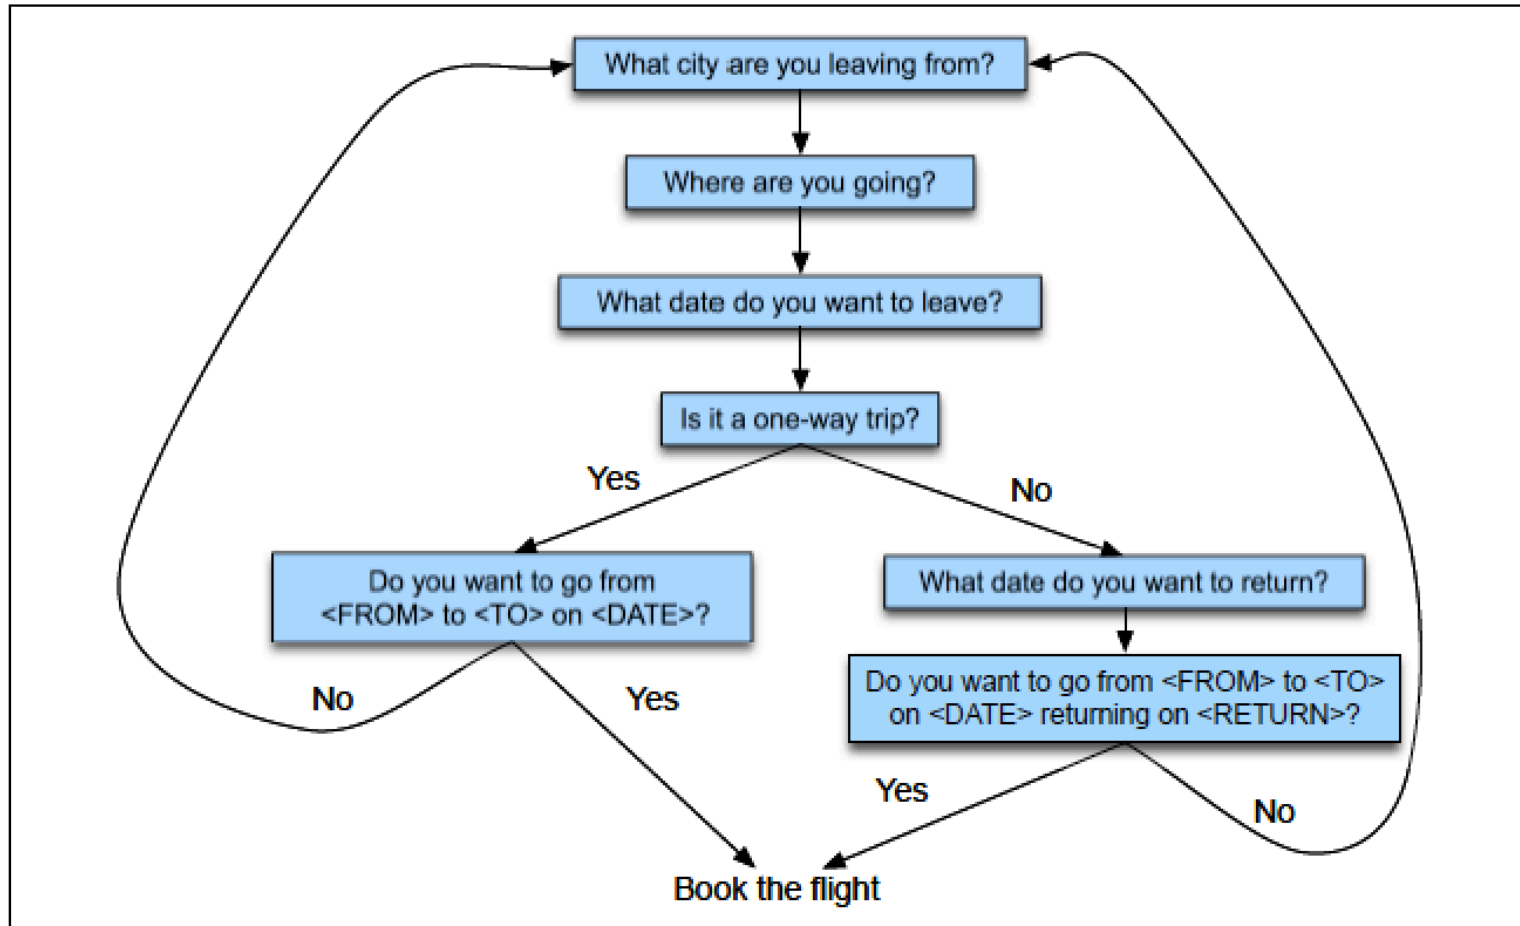 What city are you leaving from?
Where are you going?
What date do you want to leave?
Is it a one-way trip?
Yes
No
Do you want to go from
<FROM> to <TO> on <DATE>?
What date do you want to return?
No
Yes
Do you want to go from <FROM> to <TO>
on <DATE> returning on <RETURN>?
Yes
No
Book the flight